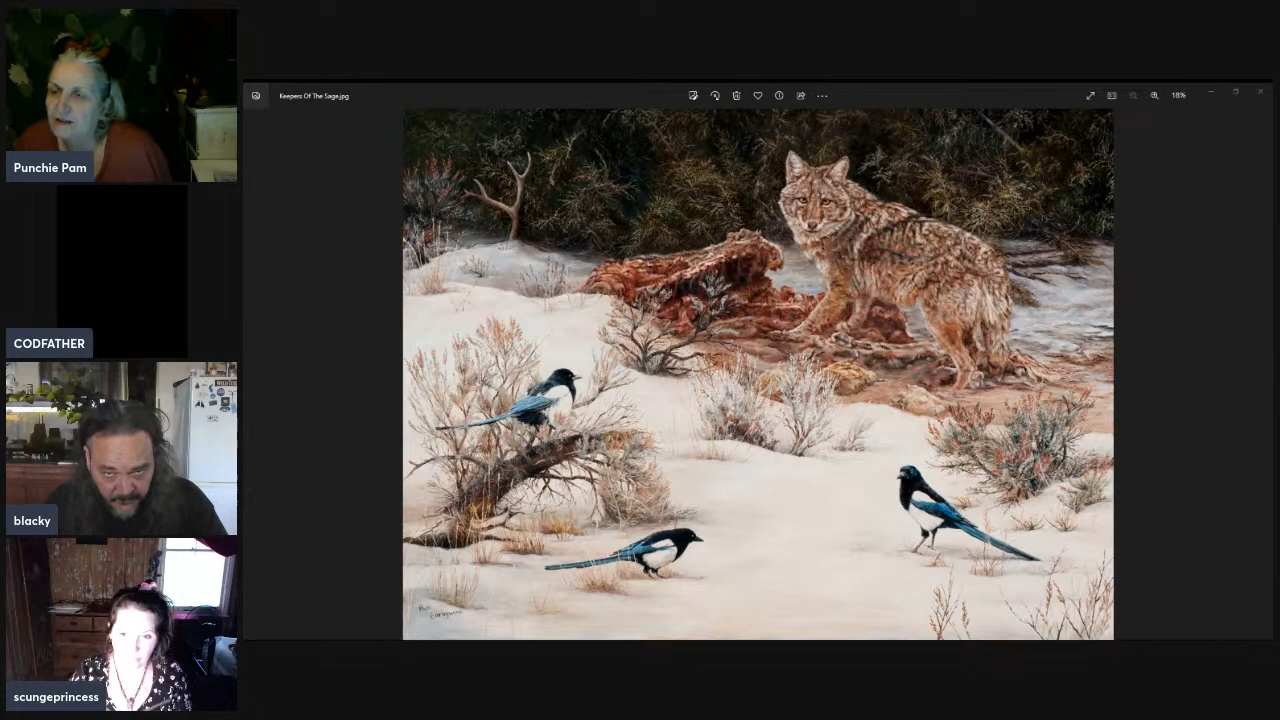 Keepers Of The Sage.jpg
18%
Punchie Pam
CODFATHER
blacky
scungeprincess